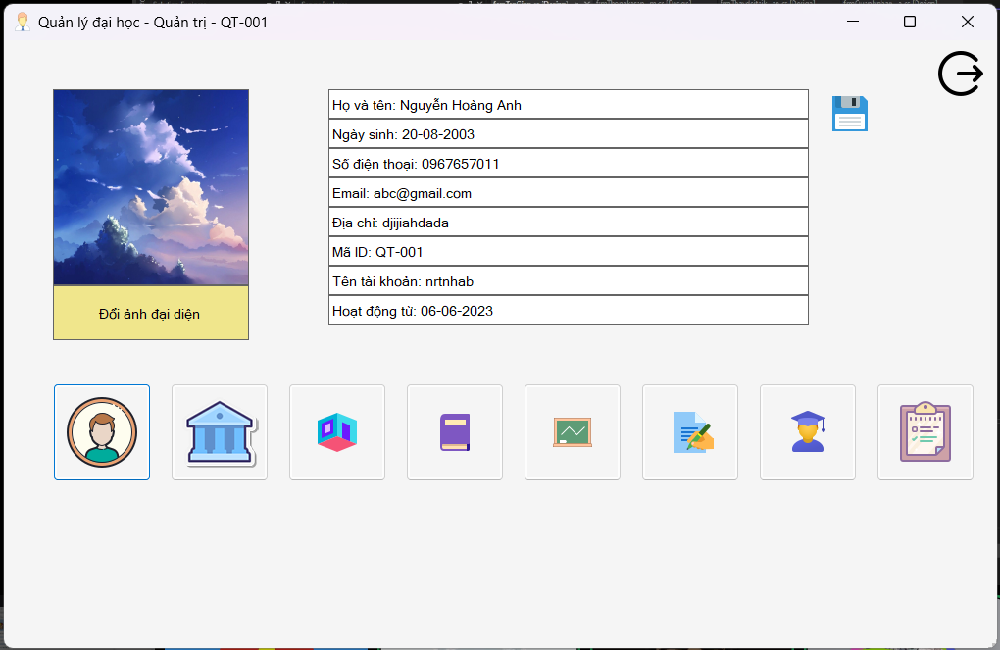 Quản lý đại học - Quản trị - QT-001
Họ và tên: Nguyễn Hoàng Anh
Ngày sinh: 20-08-2003
Số điện thoại: 0967657011
Email: abc@gmail.com
Địa chỉ: djijiahdada
Mã ID: QT-001
Tên tài khoản: nrtnhab
Hoạt động từ: 06-06-2023
Đổi ảnh đại diện